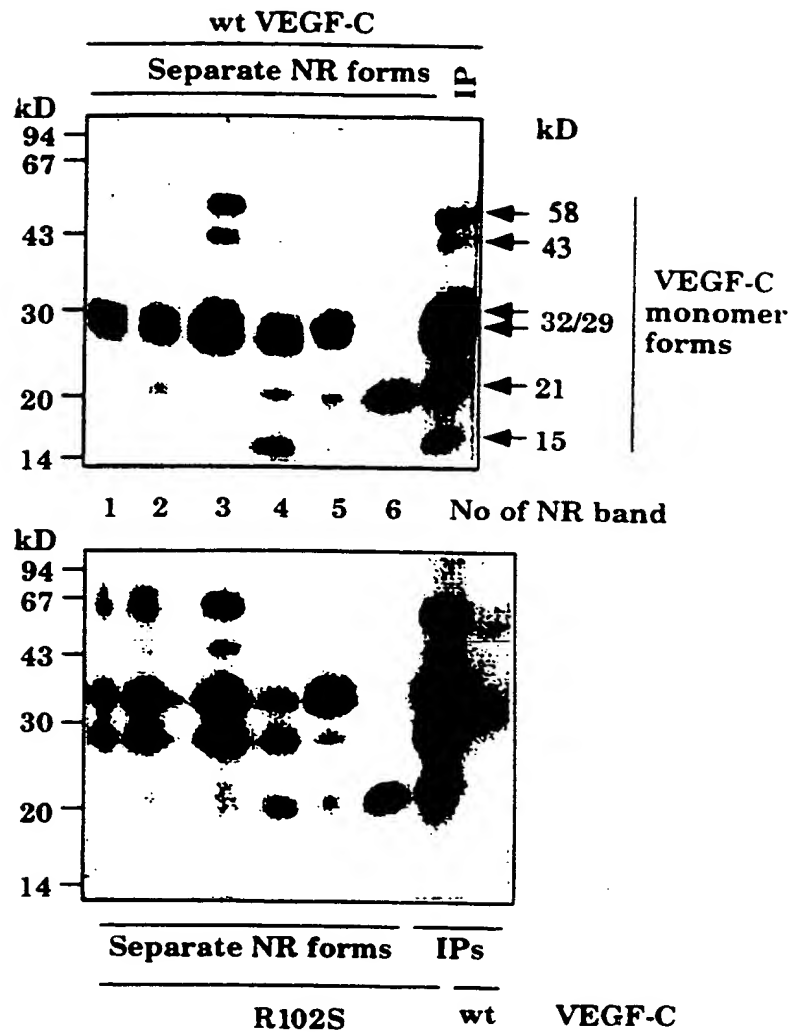 wt VEGF-C
Separate NR forms IP
kD
94
67
43
30
20
14
kD
58
43
32/29
21
15
VEGF-C
monomer
forms
1 2 3 4 5 6 No of NR band
kD
94
67
43
30
20
14
Separate NR forms IPs
R102S wt VEGF-C